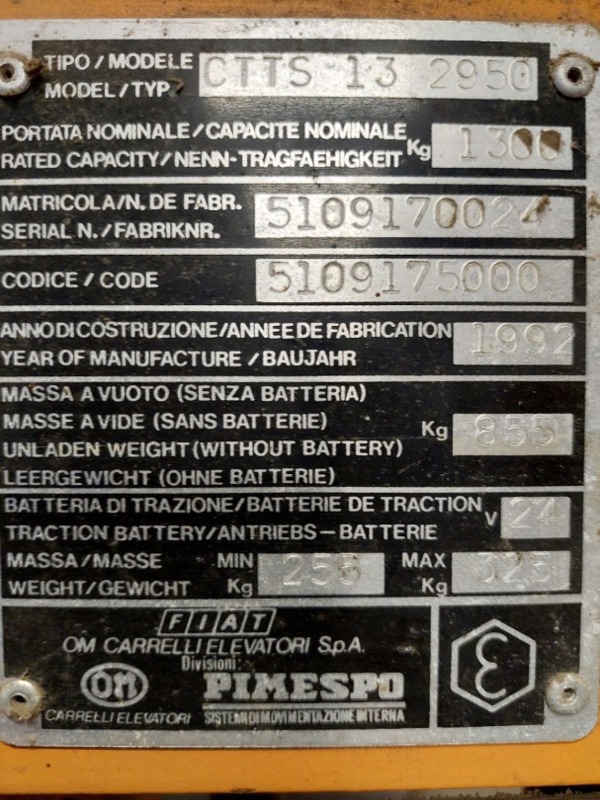 TIPO / MODELE CTTS 13 2950
MODEL / TYP
PORTATA NOMINALE / CAPACITE NOMINALE Kg 1300
RATED CAPACITY / NENN-TRAGFAEHIGKEIT
MATRICOLA/N. DE FABR. 5109170024
SERIAL N. / FABRIKNR.
CODICE / CODE 5109175000
ANNO DI COSTRUZIONE/ANNEE DE FABRICATION 1992
YEAR OF MANUFACTURE / BAUJAHR
MASSA A VUOTO (SENZA BATTERIA)
MASSE A VIDE (SANS BATTERIE) Kg 855
UNLADEN WEIGHT (WITHOUT BATTERY)
LEERGEWICHT (OHNE BATTERIE)
BATTERIA DI TRAZIONE/BATTERIE DE TRACTION V 24
TRACTION BATTERY/ANTRIEBS-BATTERIE
MASSA/MASSE MIN 255 MAX 325
WEIGHT/GEWICHT Kg Kg
FIAT
OM CARRELLI ELEVATORI S.p.A.
Divisioni:
OM PIMESPO
CARRELLI ELEVATORI SISTEMI DI MOVIMENTAZIONE INTERNA